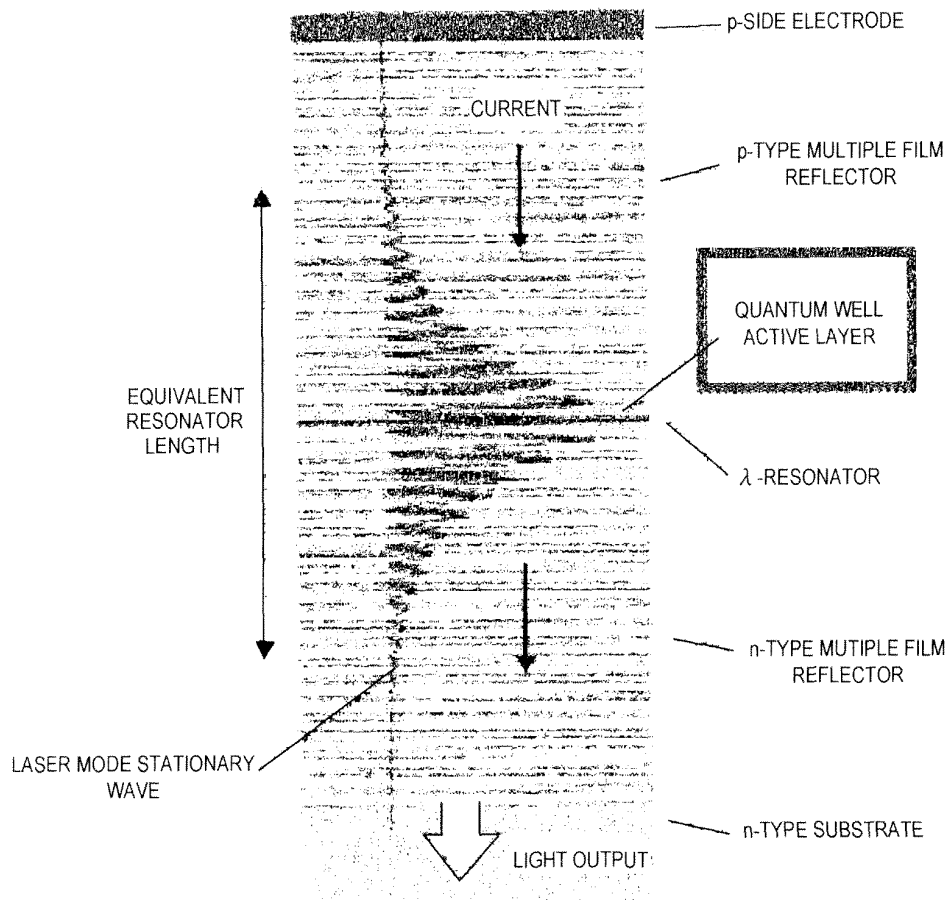 p-SIDE ELECTRODE
CURRENT
p-TYPE MULTIPLE FILM
REFLECTOR
QUANTUM WELL
ACTIVE LAYER
EQUIVALENT
RESONATOR
LENGTH
λ-RESONATOR
n-TYPE MUTIPLE FILM
REFLECTOR
LASER MODE STATIONARY
WAVE
n-TYPE SUBSTRATE
LIGHT OUTPUT